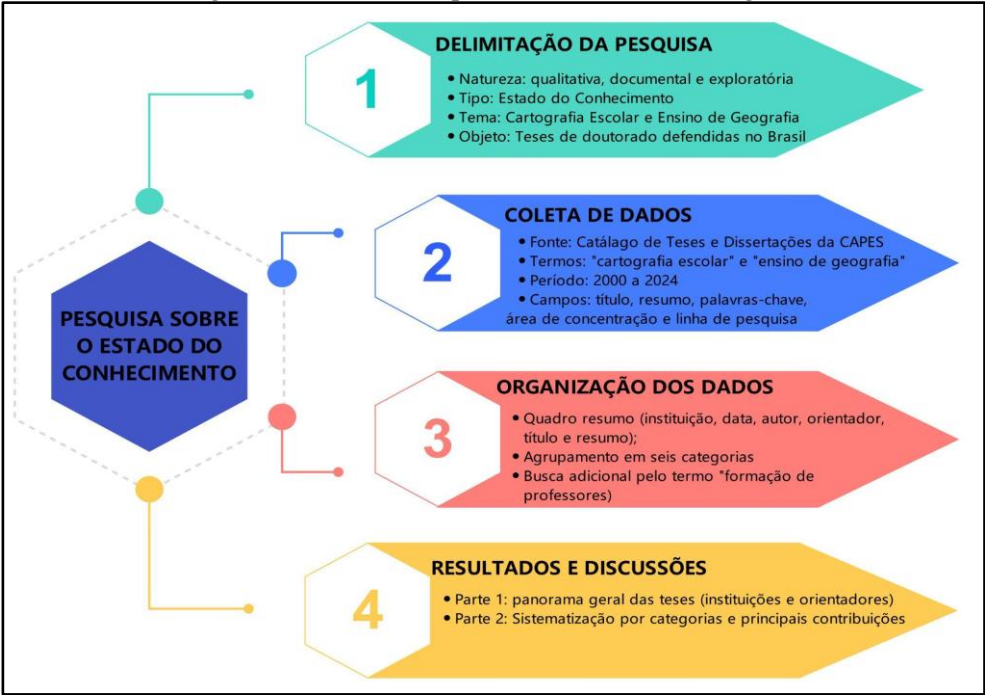 PESQUISA SOBRE
O ESTADO DO
CONHECIMENTO
1
DELIMITAÇÃO DA PESQUISA
• Natureza: qualitativa, documental e exploratória
• Tipo: Estado do Conhecimento
• Tema: Cartografia Escolar e Ensino de Geografia
• Objeto: Teses de doutorado defendidas no Brasil
2
COLETA DE DADOS
• Fonte: Catálago de Teses e Dissertações da CAPES
• Termos: "cartografia escolar" e "ensino de geografia"
• Período: 2000 a 2024
• Campos: título, resumo, palavras-chave,
área de concentração e linha de pesquisa
3
ORGANIZAÇÃO DOS DADOS
• Quadro resumo (instituição, data, autor, orientador,
título e resumo);
• Agrupamento em seis categorias
• Busca adicional pelo termo "formação de
professores)
4
RESULTADOS E DISCUSSÕES
• Parte 1: panorama geral das teses (instituições e orientadores)
• Parte 2: Sistematização por categorias e principais contribuições